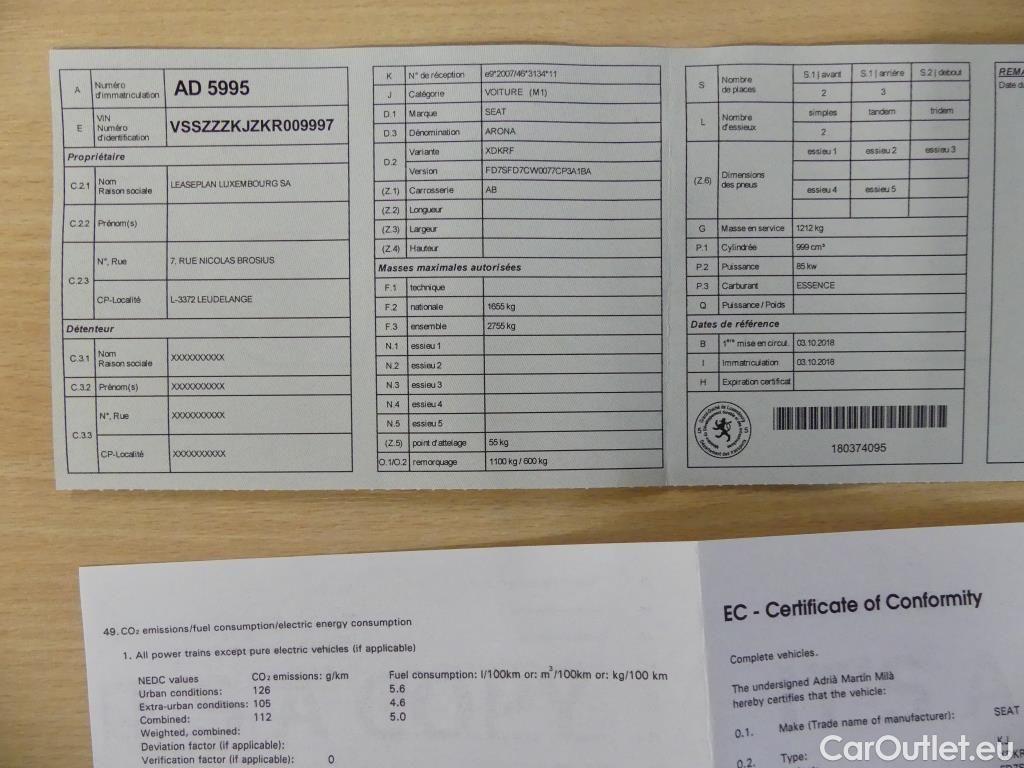 A Numéro d'immatriculation AD 5995
E VIN Numéro d'identification VSSZZZKJZKR009997
Propriétaire
C.2.1 Nom Raison sociale LEASEPLAN LUXEMBOURG SA
C.2.2 Prénom(s)
C.2.3 N°, Rue 7, RUE NICOLAS BROSIUS
CP-Localité L-3372 LEUDELANGE
Détenteur
C.3.1 Nom Raison sociale XXXXXXXXXX
C.3.2 Prénom(s) XXXXXXXXXX
C.3.3 N°, Rue XXXXXXXXXX
CP-Localité XXXXXXXXXX
K N° de réception e9*2007/46*3134*11
J Catégorie VOITURE (M1)
D.1 Marque SEAT
D.3 Dénomination ARONA
D.2 Variante XDKRF
Version FD7SFD7CW0077CP3A1BA
(Z.1) Carrosserie AB
(Z.2) Longueur
(Z.3) Largeur
(Z.4) Hauteur
Masses maximales autorisées
F.1 technique
F.2 nationale 1655 kg
F.3 ensemble 2755 kg
N.1 essieu 1
N.2 essieu 2
N.3 essieu 3
N.4 essieu 4
N.5 essieu 5
(Z.5) point d'attelage 55 kg
O.1/O.2 remorquage 1100 kg / 600 kg
S Nombre de places S.1 | avant S.1 | arrière S.2 | debout
2 3
L Nombre d'essieux simples tandem tridem
2
(Z.6) Dimensions des pneus essieu 1 essieu 2 essieu 3
essieu 4 essieu 5
G Masse en service 1212 kg
P.1 Cylindrée 999 cm³
P.2 Puissance 85 kw
P.3 Carburant ESSENCE
Q Puissance / Poids
Dates de référence
B 1ère mise en circul. 03.10.2018
I Immatriculation 03.10.2018
H Expiration certificat
180374095
REMA
Date du
49. CO₂ emissions/fuel consumption/electric energy consumption
1. All power trains except pure electric vehicles (if applicable)
NEDC values CO₂ emissions: g/km Fuel consumption: l/100km or: m³/100km or: kg/100 km
Urban conditions: 126 5.6
Extra-urban conditions: 105 4.6
Combined: 112 5.0
Weighted, combined:
Deviation factor (if applicable):
Verification factor (if applicable): 0
EC - Certificate of Conformity
Complete vehicles.
The undersigned Adrià Martin Milà
hereby certifies that the vehicle:
0.1. Make (Trade name of manufacturer): SEAT
0.2. Type: KJ
CarOutlet.eu